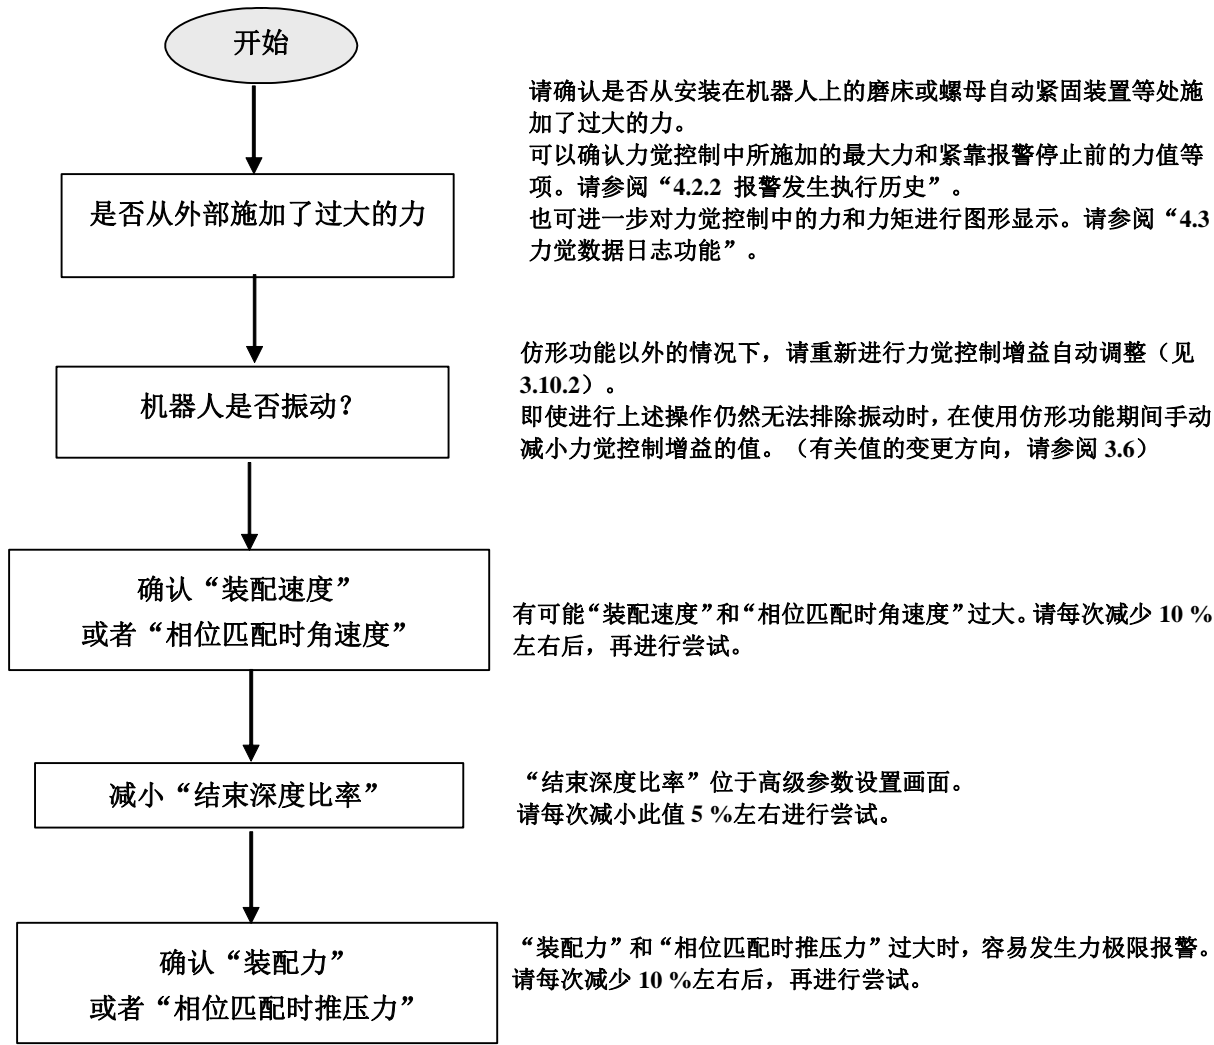 开始
请确认是否从安装在机器人上的磨床或螺母自动紧固装置等处施
加了过大的力。
可以确认力觉控制中所施加的最大力和紧靠报警停止前的力值等
项。请参阅“4.2.2 报警发生执行历史”。
也可进一步对力觉控制中的力和力矩进行图形显示。请参阅“4.3
力觉数据日志功能”。
是否从外部施加了过大的力
仿形功能以外的情况下，请重新进行力觉控制增益自动调整（见
3.10.2）。
即使进行上述操作仍然无法排除振动时，在使用仿形功能期间手动
减小力觉控制增益的值。（有关值的变更方向，请参阅 3.6）
机器人是否振动？
确认“装配速度”
或者“相位匹配时角速度”
有可能“装配速度”和“相位匹配时角速度”过大。请每次减少 10 %
左右后，再进行尝试。
减小“结束深度比率”
“结束深度比率”位于高级参数设置画面。
请每次减小此值 5 %左右进行尝试。
确认“装配力”
或者“相位匹配时推压力”
“装配力”和“相位匹配时推压力”过大时，容易发生力极限报警。
请每次减少 10 %左右后，再进行尝试。